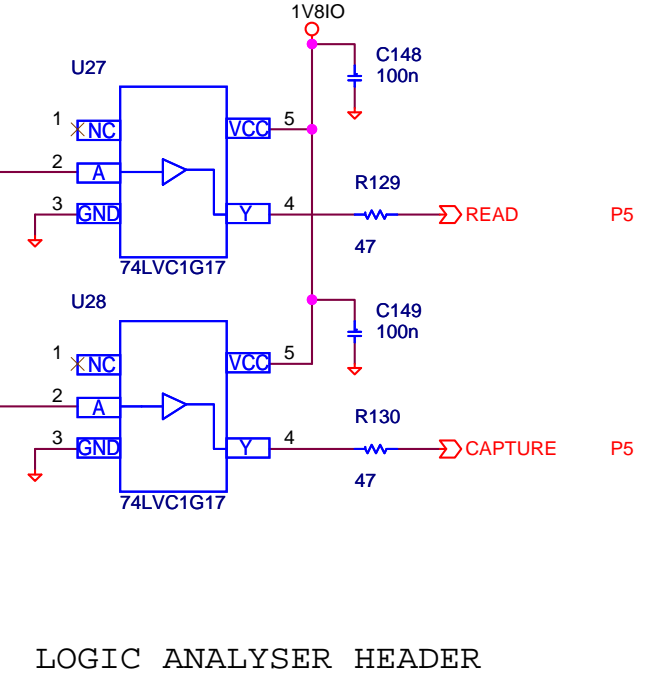 1V8IO
U27
C148
100n
1 NC
VCC 5
2 A
R129
3 GND
Y 4
READ P5
47
74LVC1G17
U28
C149
100n
1 NC
VCC 5
2 A
R130
3 GND
Y 4
CAPTURE P5
47
74LVC1G17
LOGIC ANALYSER HEADER